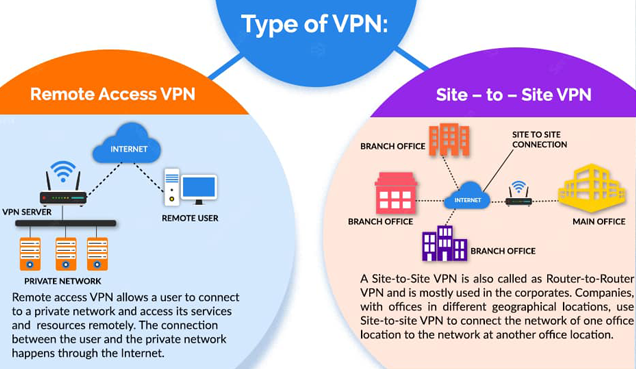 Type of VPN:
Remote Access VPN
INTERNET
VPN SERVER
REMOTE USER
PRIVATE NETWORK
Remote access VPN allows a user to connect
to a private network and access its services
and resources remotely. The connection
between the user and the private network
happens through the Internet.
Site – to – Site VPN
BRANCH OFFICE
SITE TO SITE
CONNECTION
INTERNET
BRANCH OFFICE
MAIN OFFICE
BRANCH OFFICE
A Site-to-Site VPN is also called as Router-to-Router
VPN and is mostly used in the corporates. Companies,
with offices in different geographical locations, use
Site-to-site VPN to connect the network of one office
location to the network at another office location.